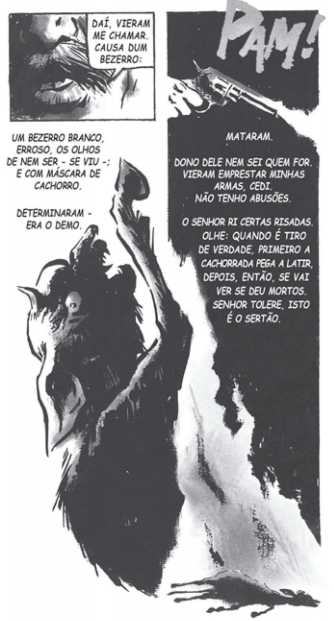 DAÍ, VIERAM
ME CHAMAR.
CAUSA DUM
BEZERRO:
UM BEZERRO BRANCO,
ERROSO, OS OLHOS
DE NEM SER - SE VIU -;
E COM MÁSCARA DE
CACHORRO.
DETERMINARAM -
ERA O DEMO.
PAM!
MATARAM.
DONO DELE NEM SEI QUEM FOR.
VIERAM EMPRESTAR MINHAS
ARMAS, CEDI.
NÃO TENHO ABUSÕES.
O SENHOR RI CERTAS RISADAS.
OLHE: QUANDO É TIRO
DE VERDADE, PRIMEIRO A
CACHORRADA PEGA A LATIR,
DEPOIS, ENTÃO, SE VAI
VER SE DEU MORTOS.
SENHOR TOLERE, ISTO
É O SERTÃO.